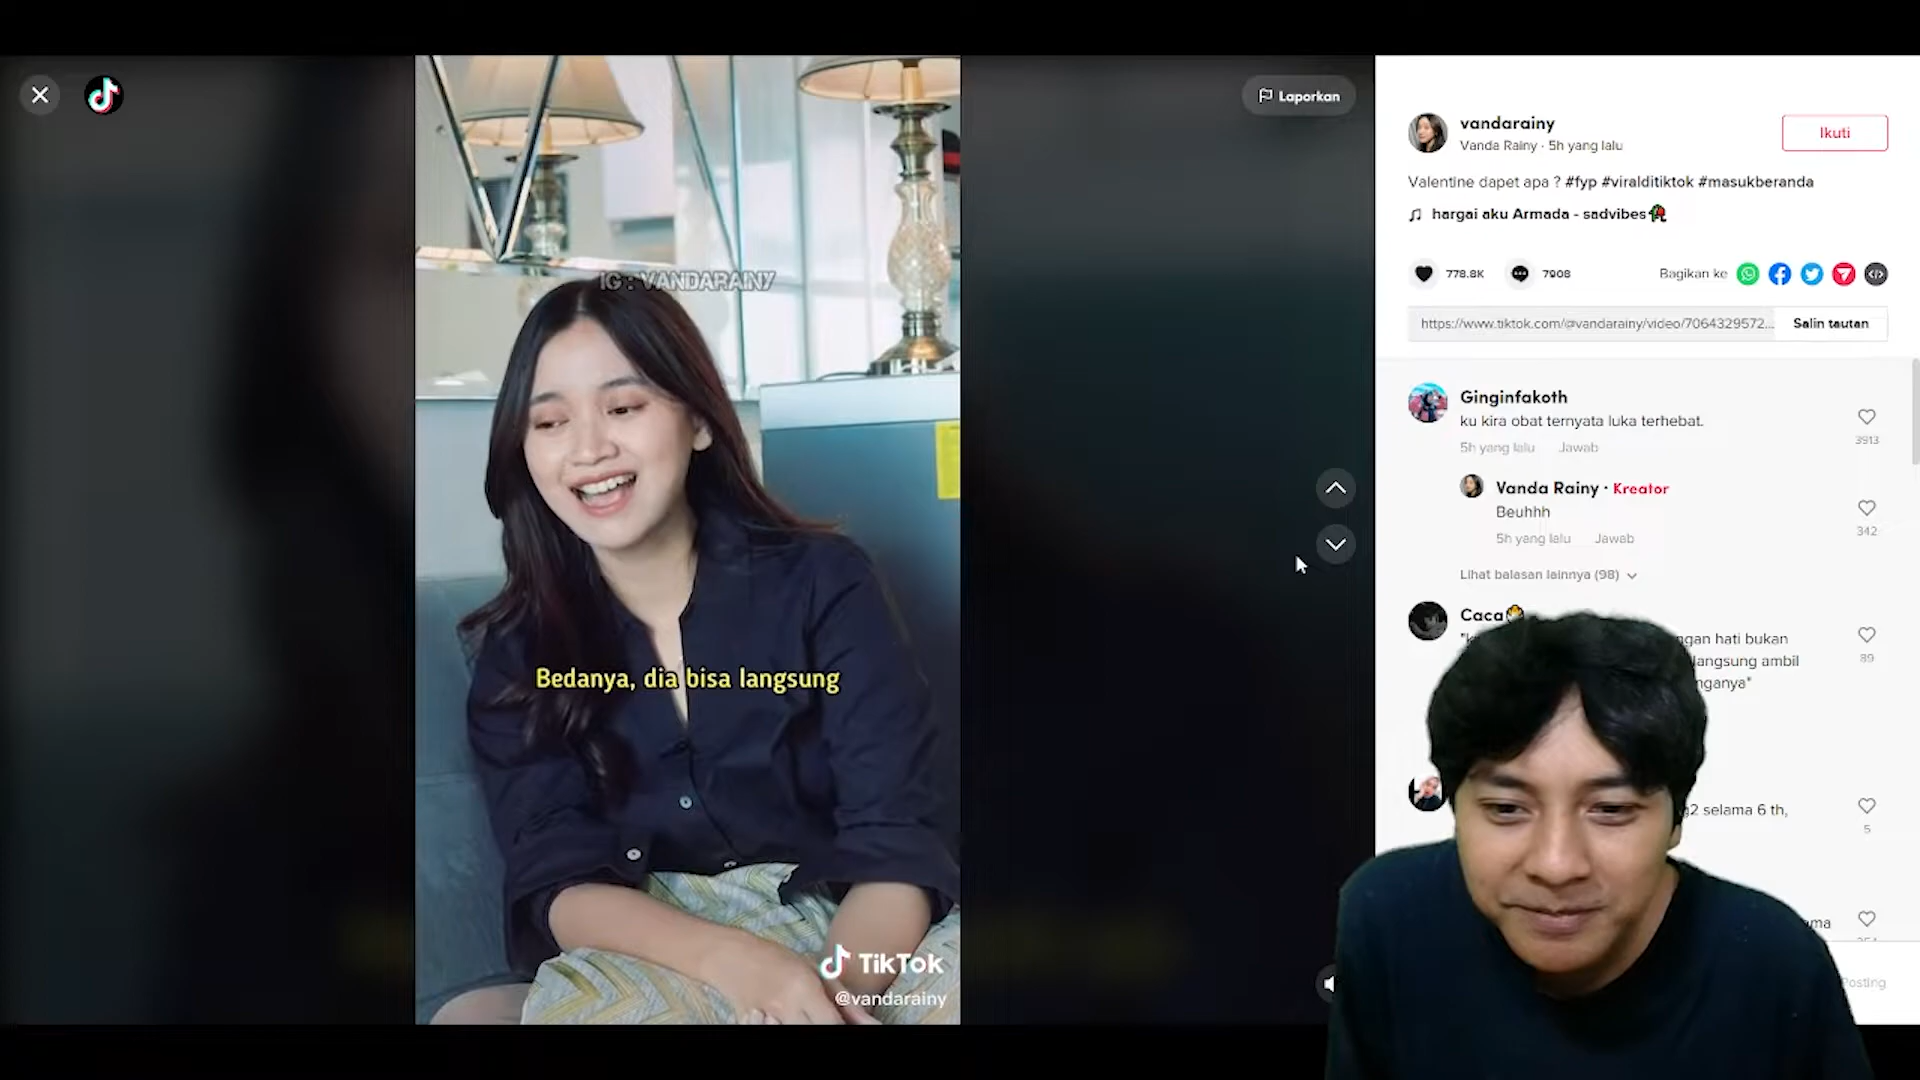 Laporkan
IG : VANDARAINY
Bedanya, dia bisa langsung
TikTok
@vandarainy
vandarainy
Vanda Rainy · 5h yang lalu
Ikuti
Valentine dapet apa ? #fyp #viralditiktok #masukberanda
hargai aku Armada - sadvibes🥀
778.8K
7908
Bagikan ke
https://www.tiktok.com/@vandarainy/video/7064329572...
Salin tautan
Ginginfakoth
ku kira obat ternyata luka terhebat.
5h yang lalu
Jawab
3913
Vanda Rainy · Kreator
Beuhhh
5h yang lalu
Jawab
342
Lihat balasan lainnya (98)
Caca
hati bukan
langsung ambil
89
selama 6 th,
5
Posting